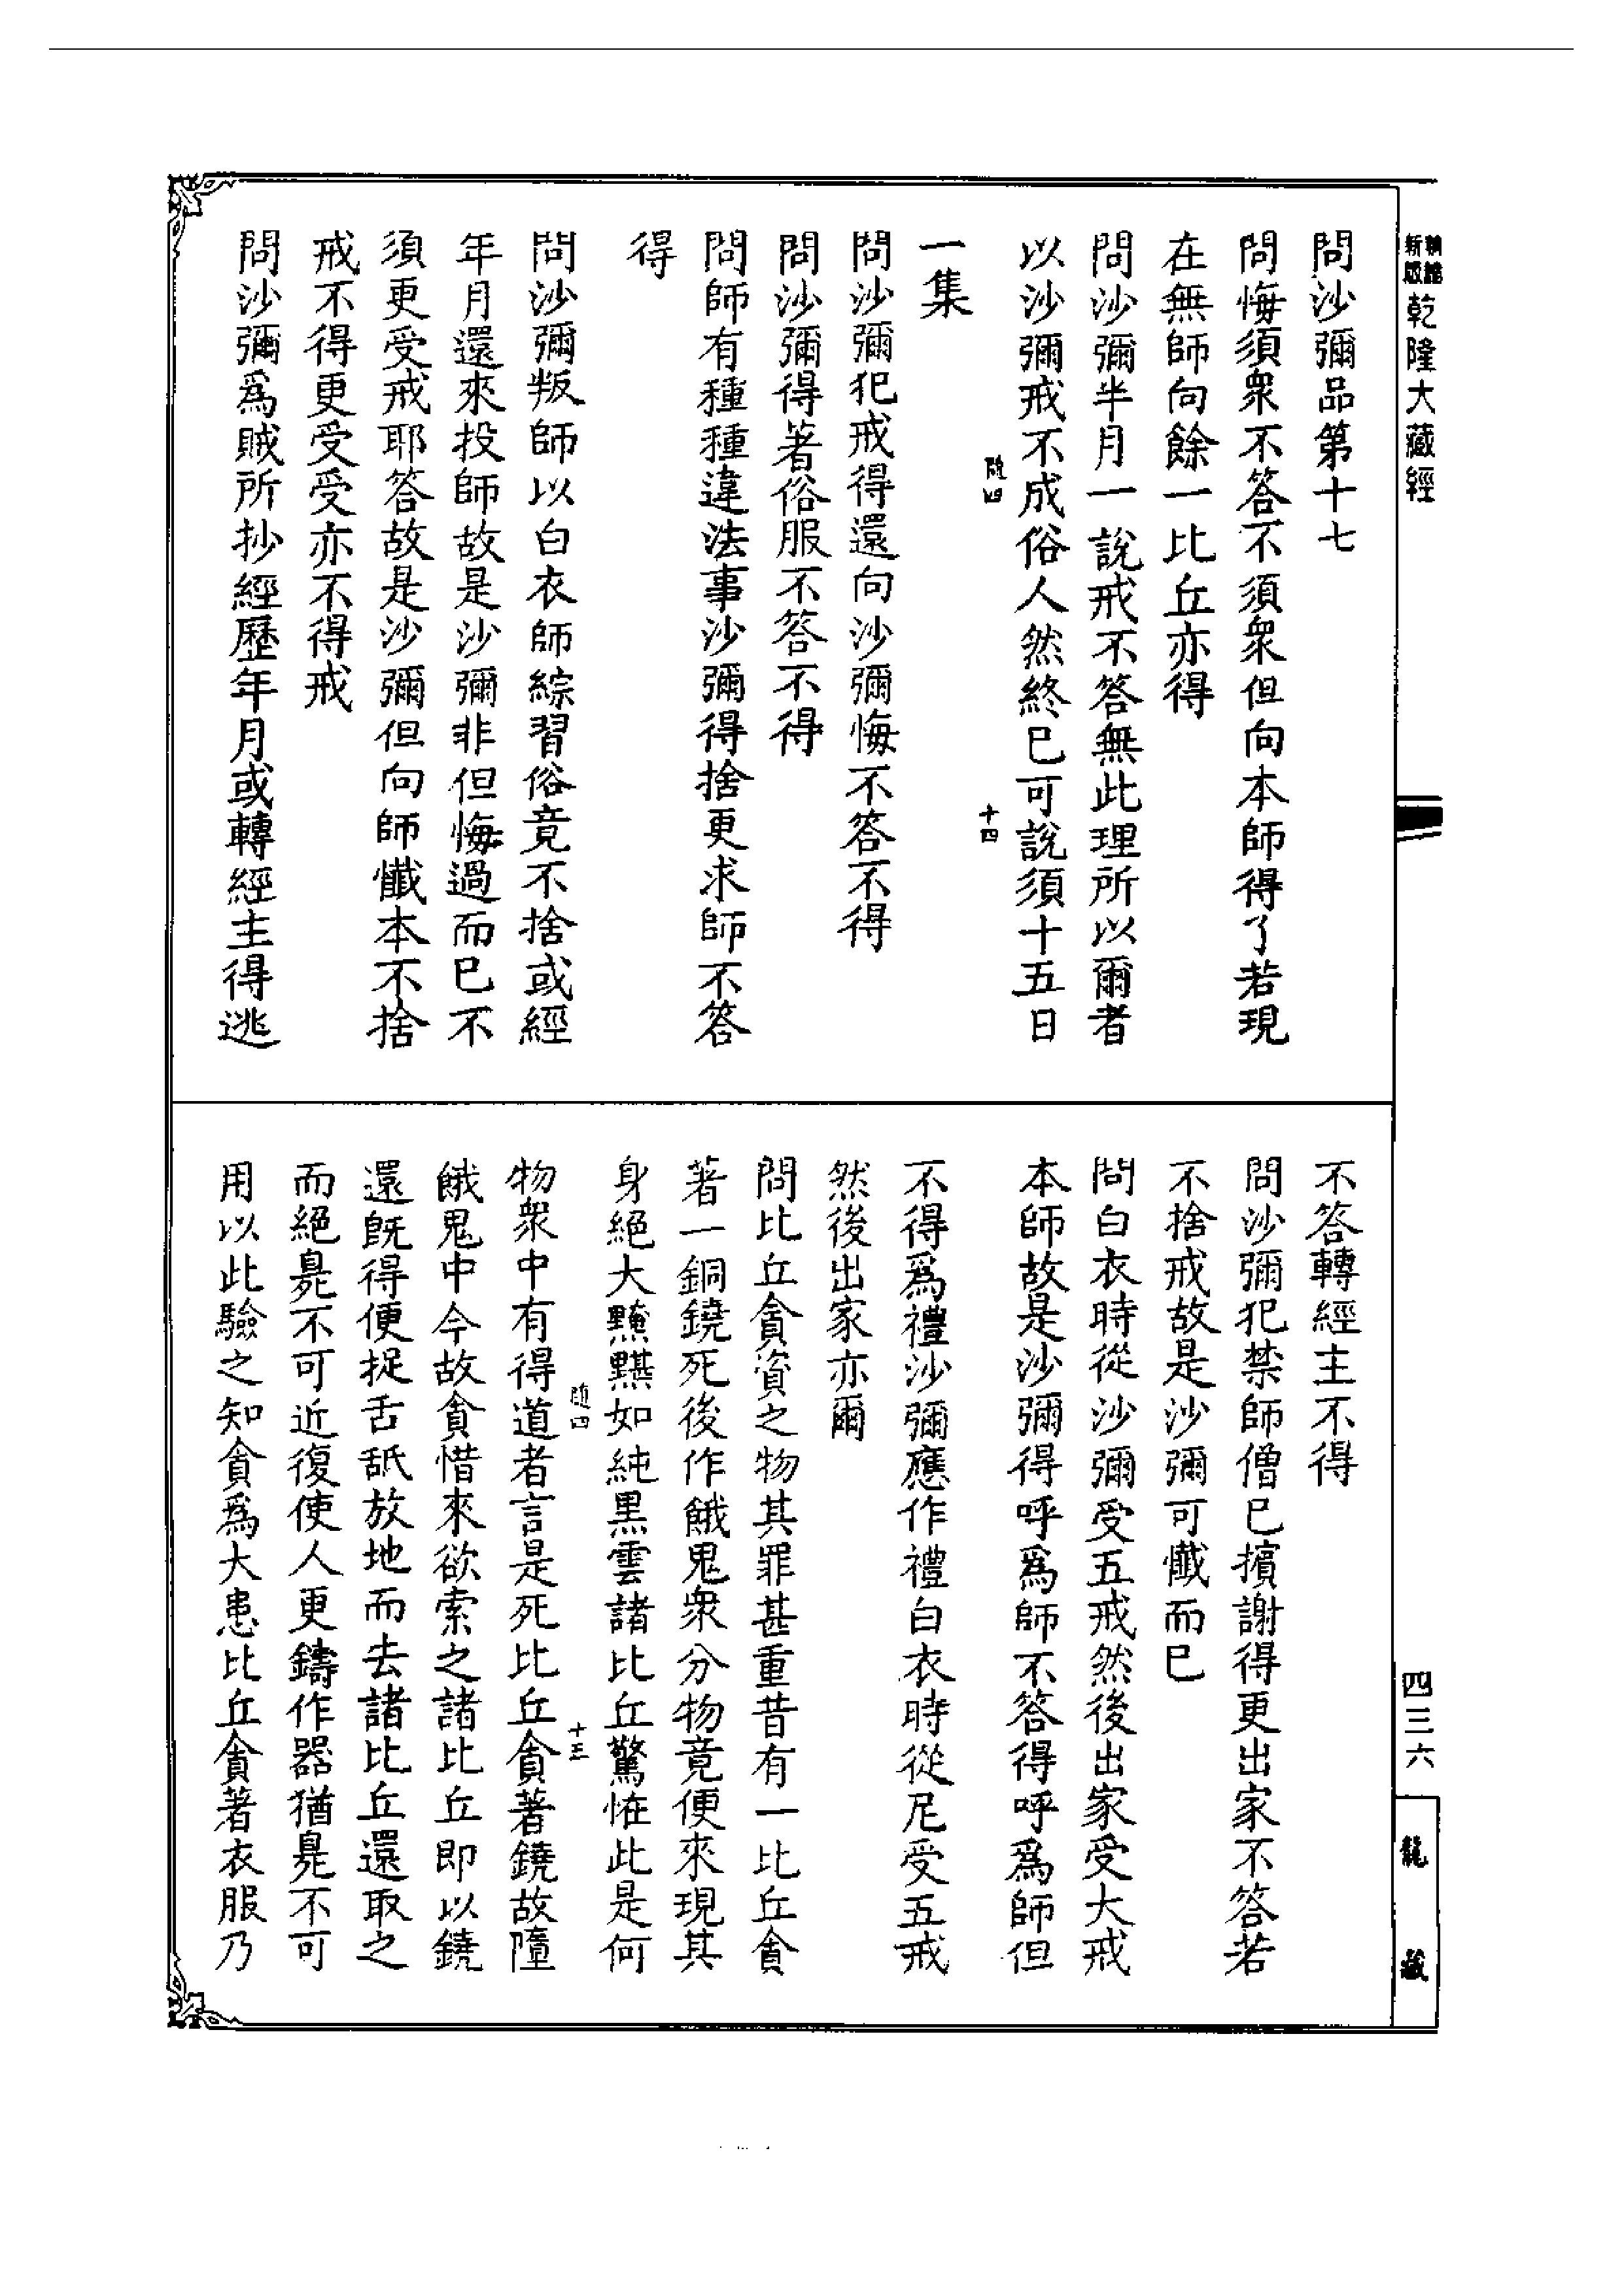 乾隆大藏經
問沙彌品第十七
問悔須衆不答不須衆但向本師得了若現
在無師向餘一比丘亦得
問沙彌半月一說戒不答無此理所以爾者
以沙彌戒不成俗人然終已可說須十五日
隨四
十四
一集
問沙彌犯戒得還向沙彌悔不答不得
問沙彌得著俗服不答不得
問師有種種違法事沙彌得捨更求師不答
得
問沙彌叛師以白衣師綜習俗竟不捨或經
年月還來投師故是沙彌非但悔過而已不
須更受戒耶答故是沙彌但向師懺本不捨
戒不得更受受亦不得戒
問沙彌爲賊所抄經歷年月或轉經主得逃
不答轉經主不得
問沙彌犯禁師僧已擯謝得更出家不答若
不捨戒故是沙彌可懺而已
問白衣時從沙彌受五戒然後出家受大戒
本師故是沙彌得呼爲師不答得呼爲師但
不得爲禮沙彌應作禮白衣時從尼受五戒
然後出家亦爾
問比丘貪資之物其罪甚重昔有一比丘貪
著一銅鐃死後作餓鬼衆分物竟便來現其
身絕大黤黮如純黑雲諸比丘驚怪此是何
隨四
十三
物衆中有得道者言是死比丘貪著鐃故墮
餓鬼中今故貪惜來欲索之諸比丘即以鐃
還旣得便捉舌舐放地而去諸比丘還取之
而絕臰不可近復使人更鑄作器猶臰不可
用以此驗之知貪爲大患比丘貪著衣服乃
四三六
龍藏